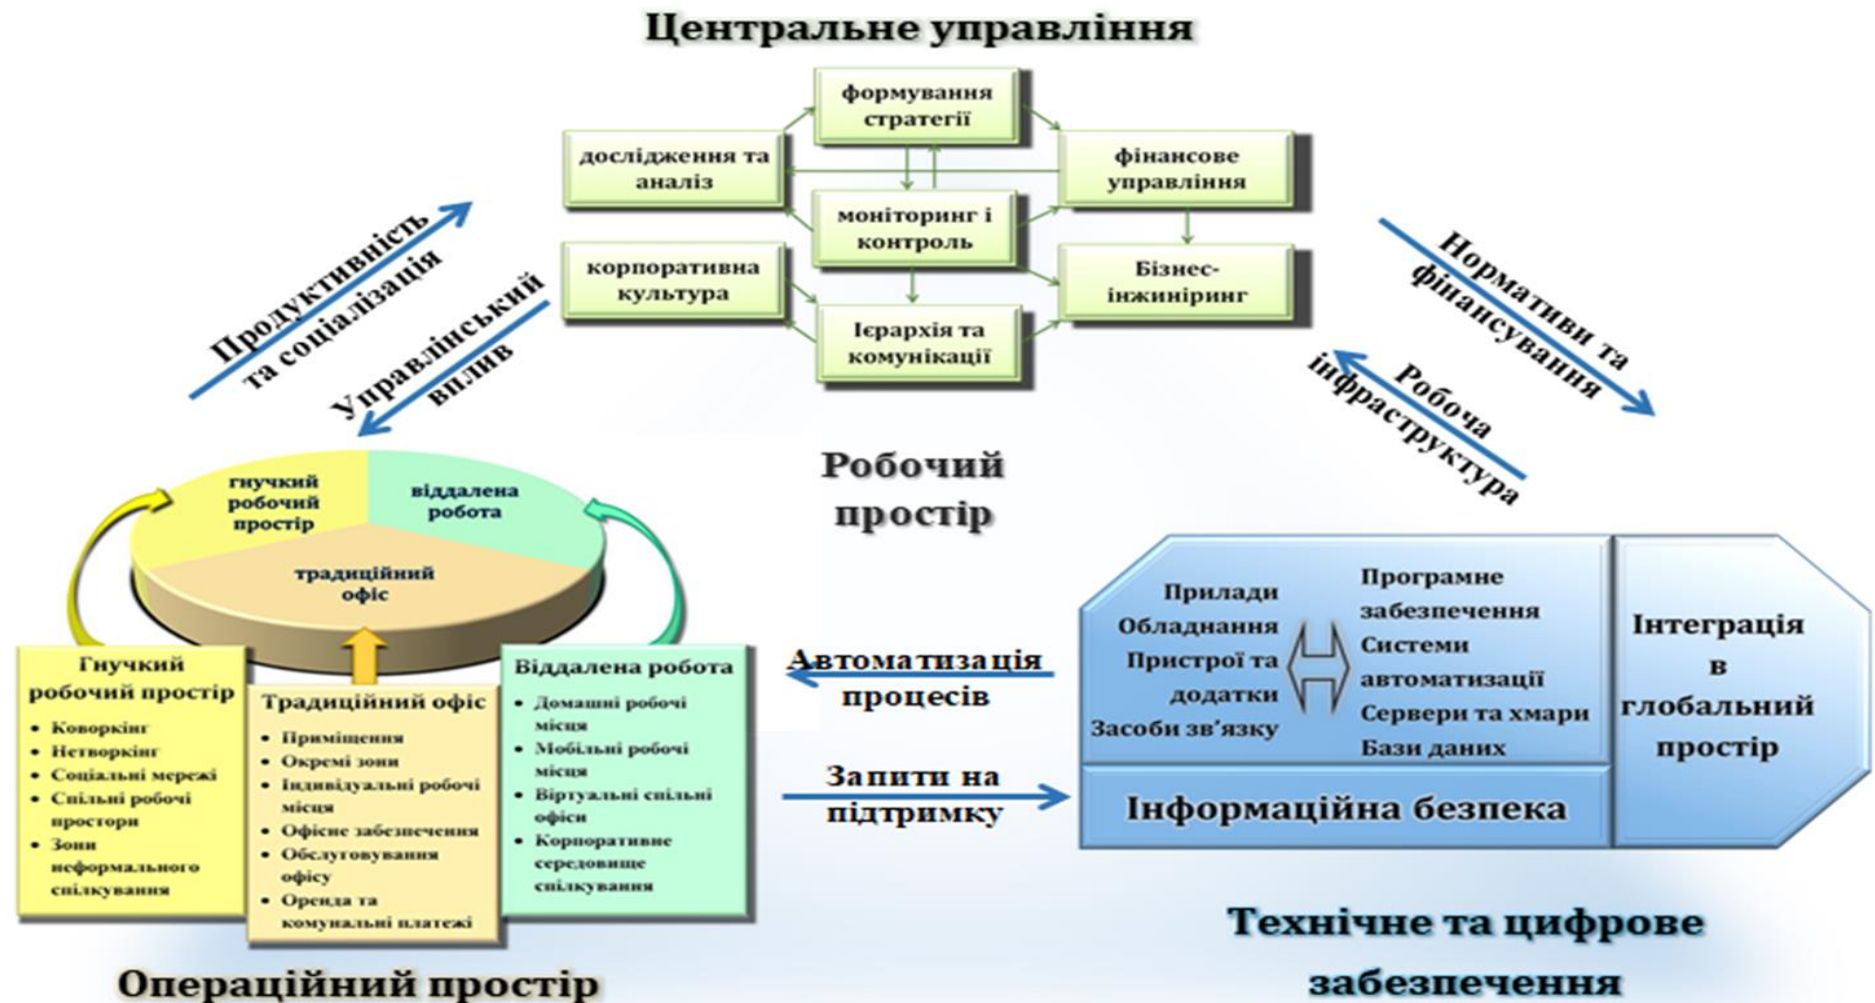 Центральне управління
формування
стратегії
дослідження та
аналіз
фінансове
управління
моніторинг і
контроль
корпоративна
культура
Бізнес-
інжиніринг
Ієрархія та
комунікації
Продуктивність
та соціалізація
Управлінський
вплив
Нормативи та
фінансування
Робоча
інфраструктура
Робочий
простір
гнучкий
робочий
простір
віддалена
робота
традиційний
офіс
Гнучкий
робочий простір
• Коворкінг
• Нетворкінг
• Соціальні мережі
• Спільні робочі
простори
• Зони
неформального
спілкування
Традиційний офіс
• Приміщення
• Окремі зони
• Індивідуальні робочі
місця
• Офісне забезпечення
• Обслуговування
офісу
• Оренда та
комунальні платежі
Віддалена робота
• Домашні робочі
місця
• Мобільні робочі
місця
• Віртуальні спільні
офіси
• Корпоративне
середовище
спілкування
Автоматизація
процесів
Запити на
підтримку
Прилади
Обладнання
Пристрої та
додатки
Засоби зв'язку
Програмне
забезпечення
Системи
автоматизації
Сервери та хмари
Бази даних
Інтеграція
в
глобальний
простір
Інформаційна безпека
Операційний простір
Технічне та цифрове
забезпечення